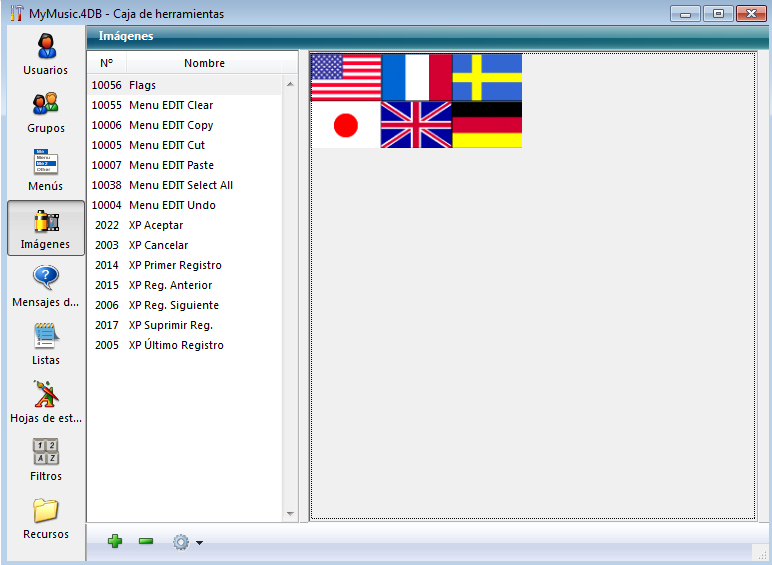 MyMusic.4DB - Caja de herramientas
Imágenes
Usuarios
Grupos
Menús
Imágenes
Mensajes d...
Listas
Hojas de est...
Filtros
Recursos
Nº Nombre
10056 Flags
10055 Menu EDIT Clear
10006 Menu EDIT Copy
10005 Menu EDIT Cut
10007 Menu EDIT Paste
10038 Menu EDIT Select All
10004 Menu EDIT Undo
2022 XP Aceptar
2003 XP Cancelar
2014 XP Primer Registro
2015 XP Reg. Anterior
2006 XP Reg. Siguiente
2017 XP Suprimir Reg.
2005 XP Último Registro